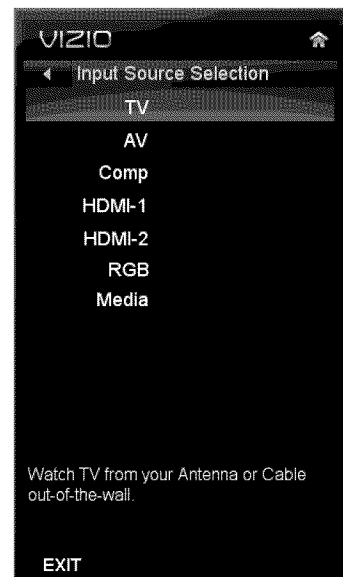 VIZIO
Input Source Selection
TV
AV
Comp
HDMI-1
HDMI-2
RGB
Media
Watch TV from your Antenna or Cable
out-of-the-wall.
EXIT